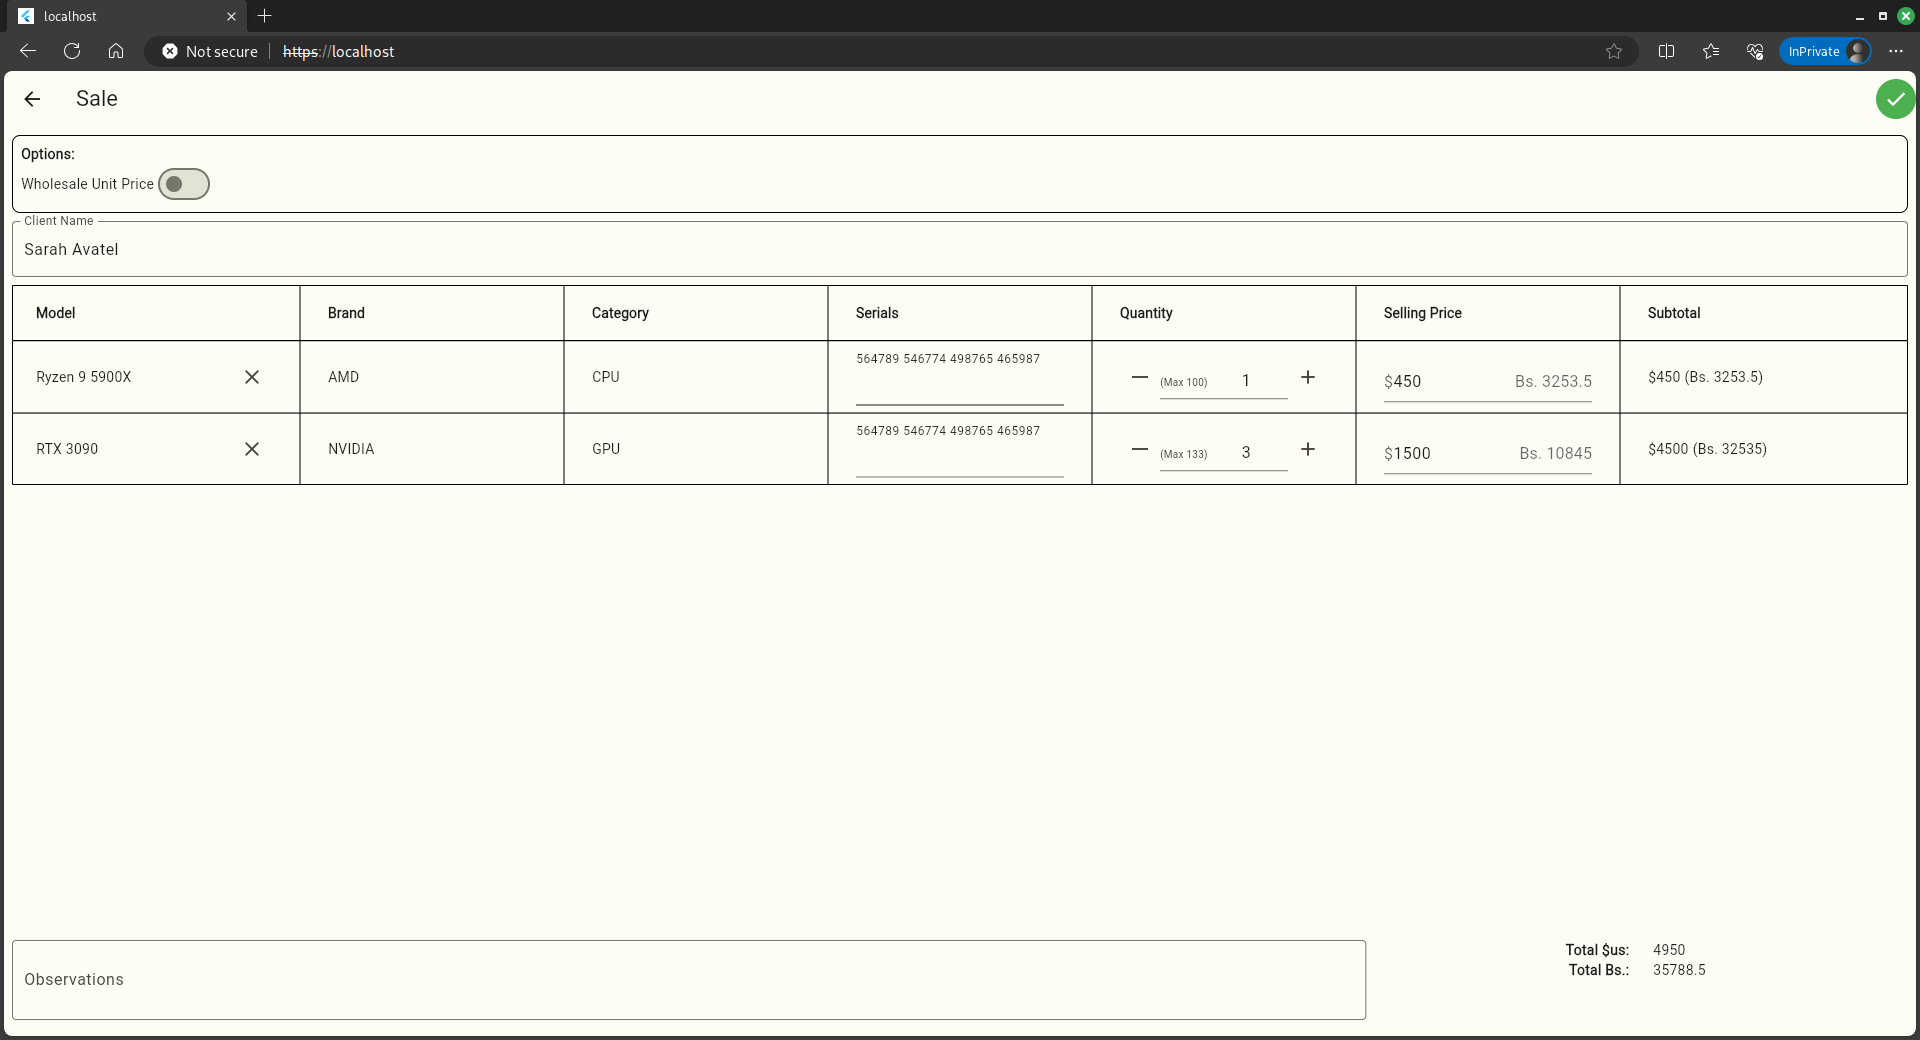 localhost
Not secure https://localhost InPrivate
Sale
Options:
Wholesale Unit Price
Client Name
Sarah Avatel
Model Brand Category Serials Quantity Selling Price Subtotal
Ryzen 9 5900X AMD CPU 564789 546774 498765 465987 (Max 100) 1 $450 Bs. 3253.5 $450 (Bs. 3253.5)
RTX 3090 NVIDIA GPU 564789 546774 498765 465987 (Max 133) 3 $1500 Bs. 10845 $4500 (Bs. 32535)
Observations
Total $us: 4950
Total Bs.: 35788.5